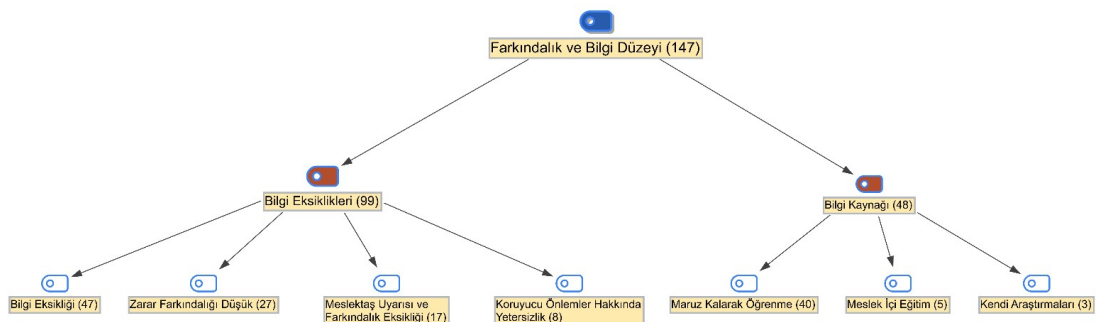 Farkındalık ve Bilgi Düzeyi (147)
Bilgi Eksiklikleri (99)
Bilgi Kaynağı (48)
Bilgi Eksikliği (47)
Zarar Farkındalığı Düşük (27)
Meslektaş Uyarısı ve
Farkındalık Eksikliği (17)
Koruyucu Önlemler Hakkında
Yetersizlik (8)
Maruz Kalarak Öğrenme (40)
Meslek İçi Eğitim (5)
Kendi Araştırmaları (3)